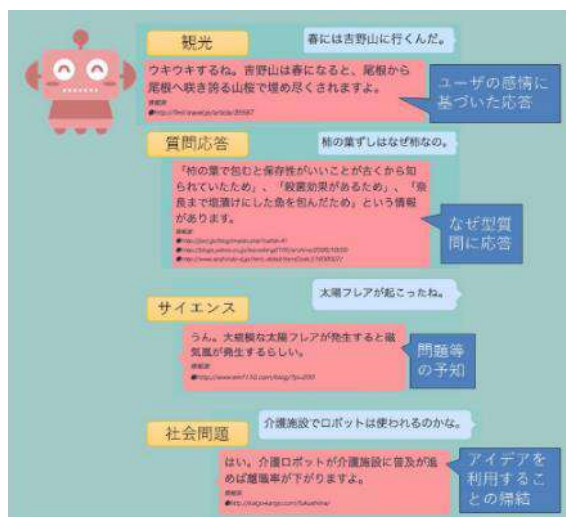 観光
春には吉野山に行くんだ。
ウキウキするね。吉野山は春になると、尾根から
尾根へ咲き誇る山桜で埋め尽くされますよ。
情報源
ユーザの感情に
基づいた応答
質問応答
柿の葉ずしはなぜ柿なの。
「柿の葉で包むと保存性がいいことが古くから知
られていたため」、「殺菌効果があるため」、「奈
良まで塩漬けにした魚を包んだため」という情報
があります。
情報源
なぜ型質
問に応答
太陽フレアが起こったね。
サイエンス
うん。大規模な太陽フレアが発生すると磁
気嵐が発生するらしい。
情報源
問題等
の予知
介護施設でロボットは使われるのかな。
社会問題
はい。介護ロボットが介護施設に普及が進
めば離職率が下がりますよ。
情報源
アイデアを
利用するこ
との帰結